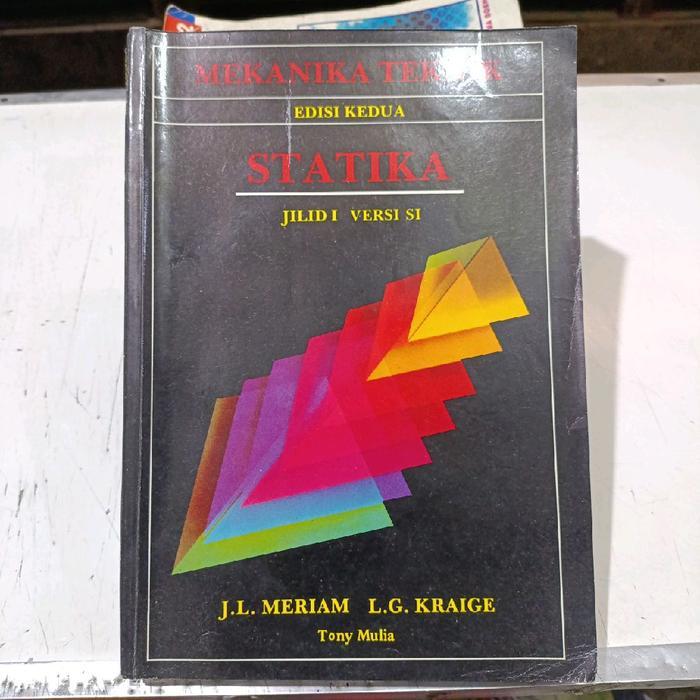 MEKANIKA TEKNIK
EDISI KEDUA
STATIKA
JILID I VERSI SI
J.L. MERIAM L.G. KRAIGE
Tony Mulia